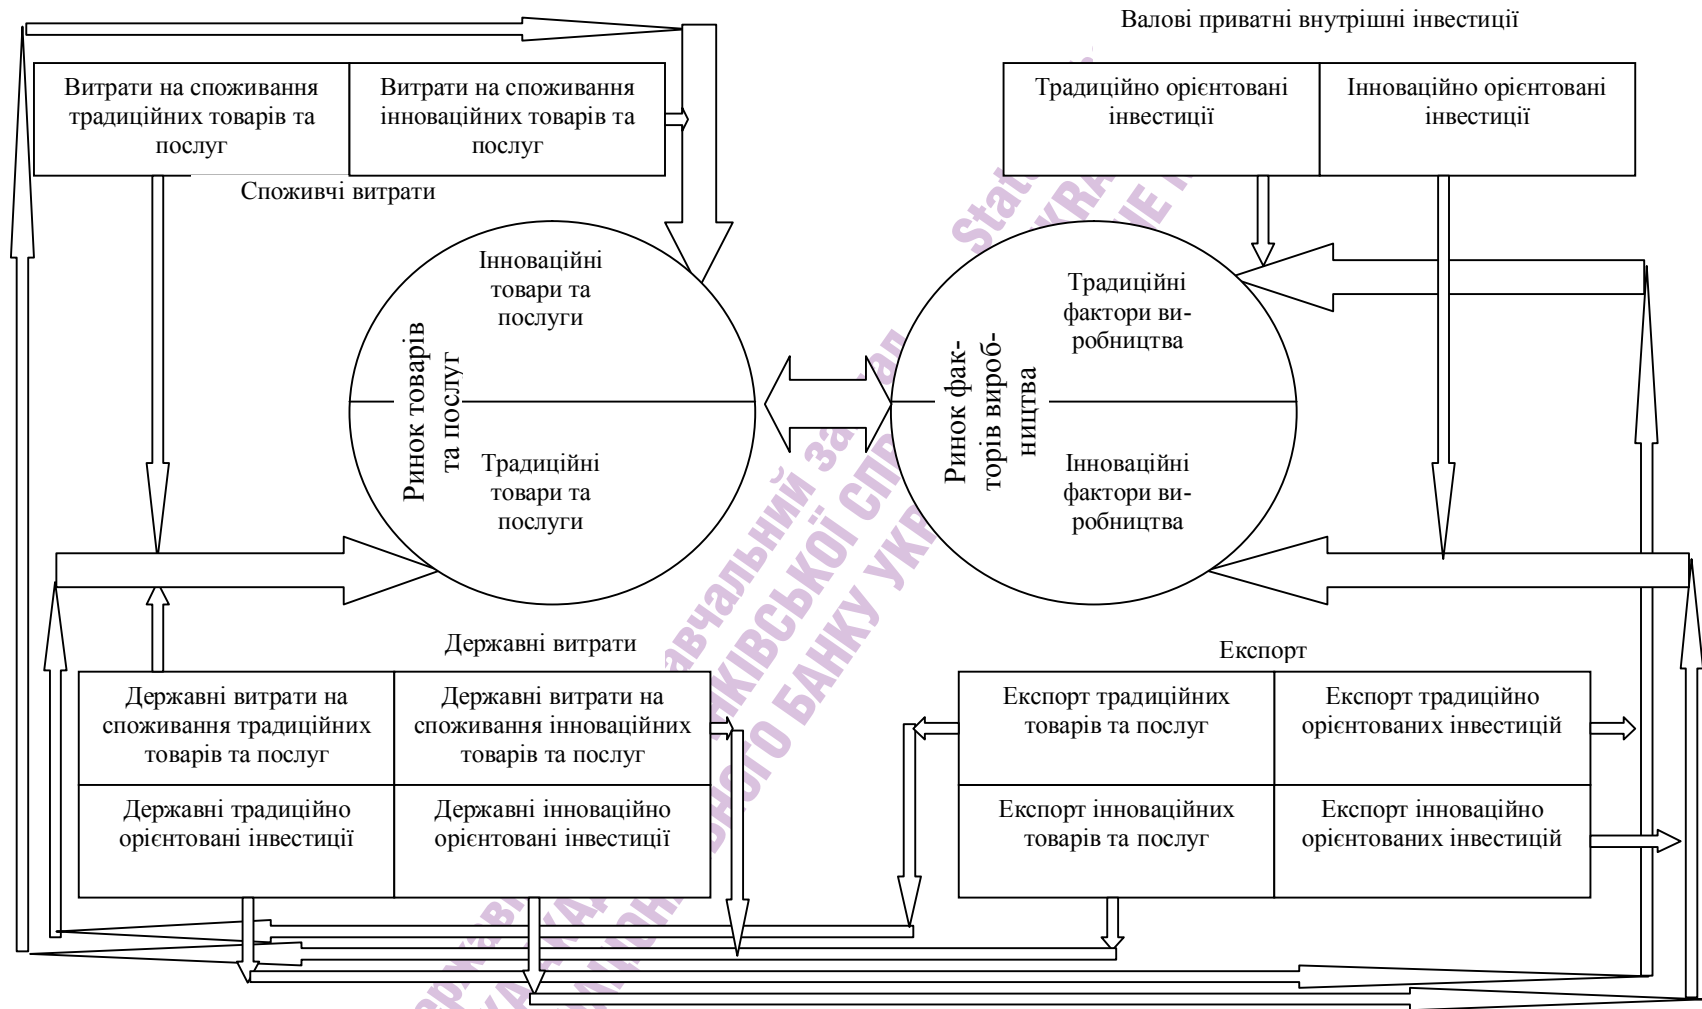 Валові приватні внутрішні інвестиції
Витрати на споживання
традиційних товарів та
послуг
Витрати на споживання
інноваційних товарів та
послуг
Споживчі витрати
Традиційно орієнтовані
інвестиції
Інноваційно орієнтовані
інвестиції
Ринок товарів
та послуг
Інноваційні
товари та
послуги
Традиційні
товари та
послуги
Ринок фак-
торів вироб-
ництва
Традиційні
фактори ви-
робництва
Інноваційні
фактори ви-
робництва
Державні витрати
Державні витрати на
споживання традиційних
товарів та послуг
Державні витрати на
споживання інноваційних
товарів та послуг
Державні традиційно
орієнтовані інвестиції
Державні інноваційно
орієнтовані інвестиції
Експорт
Експорт традиційних
товарів та послуг
Експорт традиційно
орієнтованих інвестицій
Експорт інноваційних
товарів та послуг
Експорт інноваційно
орієнтованих інвестицій